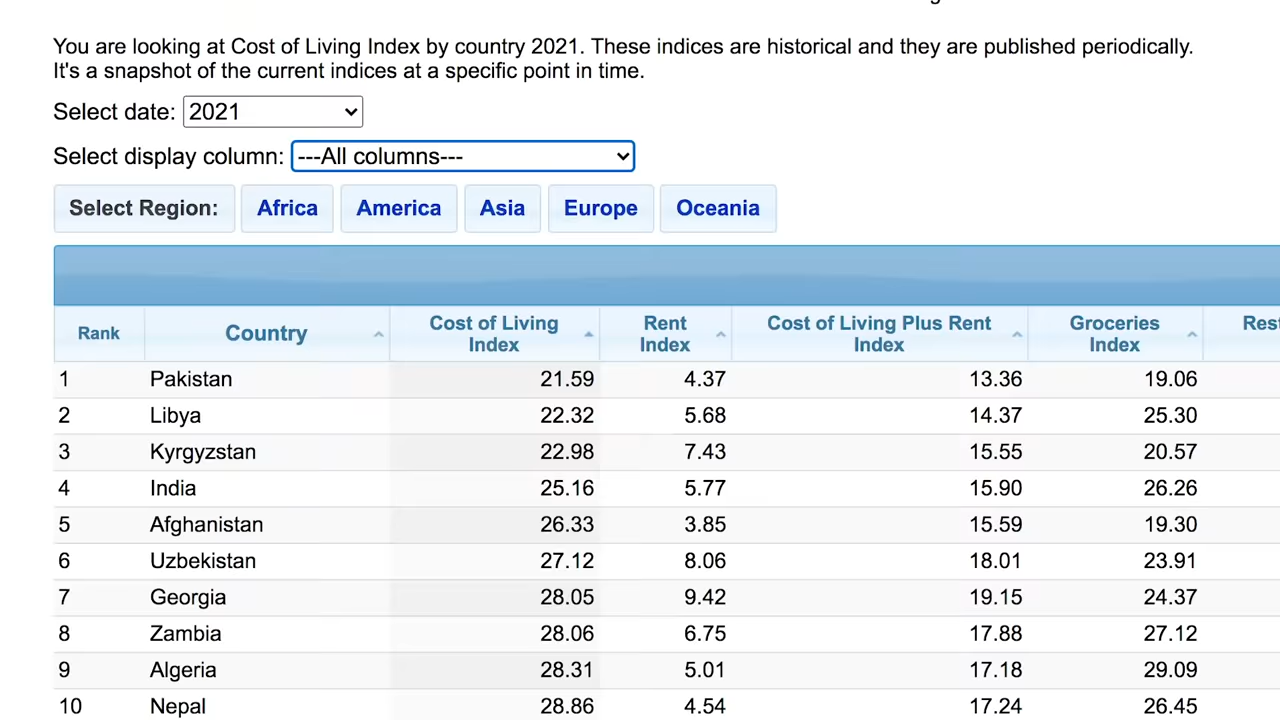 You are looking at Cost of Living Index by country 2021. These indices are historical and they are published periodically.
It's a snapshot of the current indices at a specific point in time.
Select date: 2021
Select display column: ---All columns---
Select Region: Africa America Asia Europe Oceania
Rank Country Cost of Living Index Rent Index Cost of Living Plus Rent Index Groceries Index
1 Pakistan 21.59 4.37 13.36 19.06
2 Libya 22.32 5.68 14.37 25.30
3 Kyrgyzstan 22.98 7.43 15.55 20.57
4 India 25.16 5.77 15.90 26.26
5 Afghanistan 26.33 3.85 15.59 19.30
6 Uzbekistan 27.12 8.06 18.01 23.91
7 Georgia 28.05 9.42 19.15 24.37
8 Zambia 28.06 6.75 17.88 27.12
9 Algeria 28.31 5.01 17.18 29.09
10 Nepal 28.86 4.54 17.24 26.45